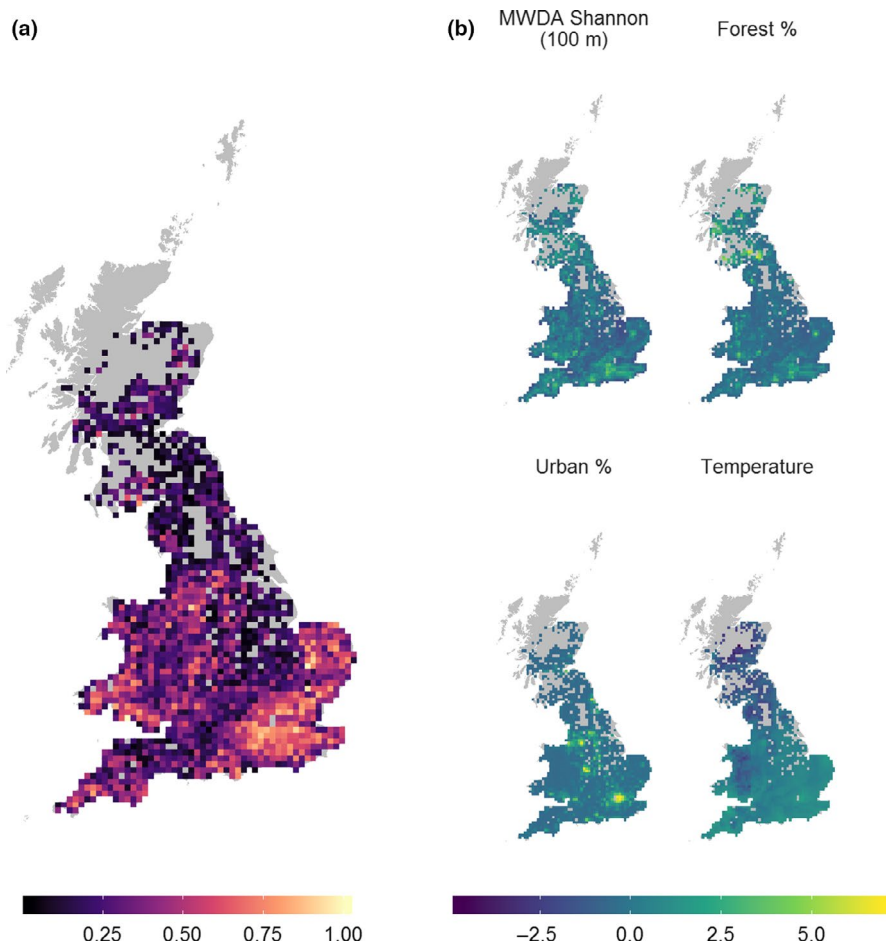 (a)
(b)
MWDA Shannon
(100 m)
Forest %
Urban %
Temperature
0.25 0.50 0.75 1.00
−2.5 0.0 2.5 5.0